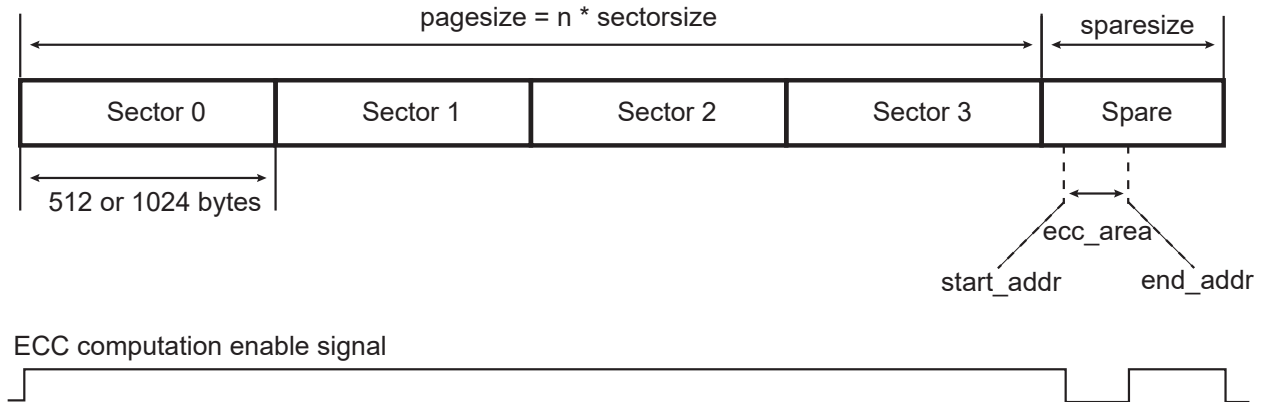 pagesize = n * sectorsize
sparesize
Sector 0
Sector 1
Sector 2
Sector 3
Spare
512 or 1024 bytes
ecc_area
start_addr
end_addr
ECC computation enable signal